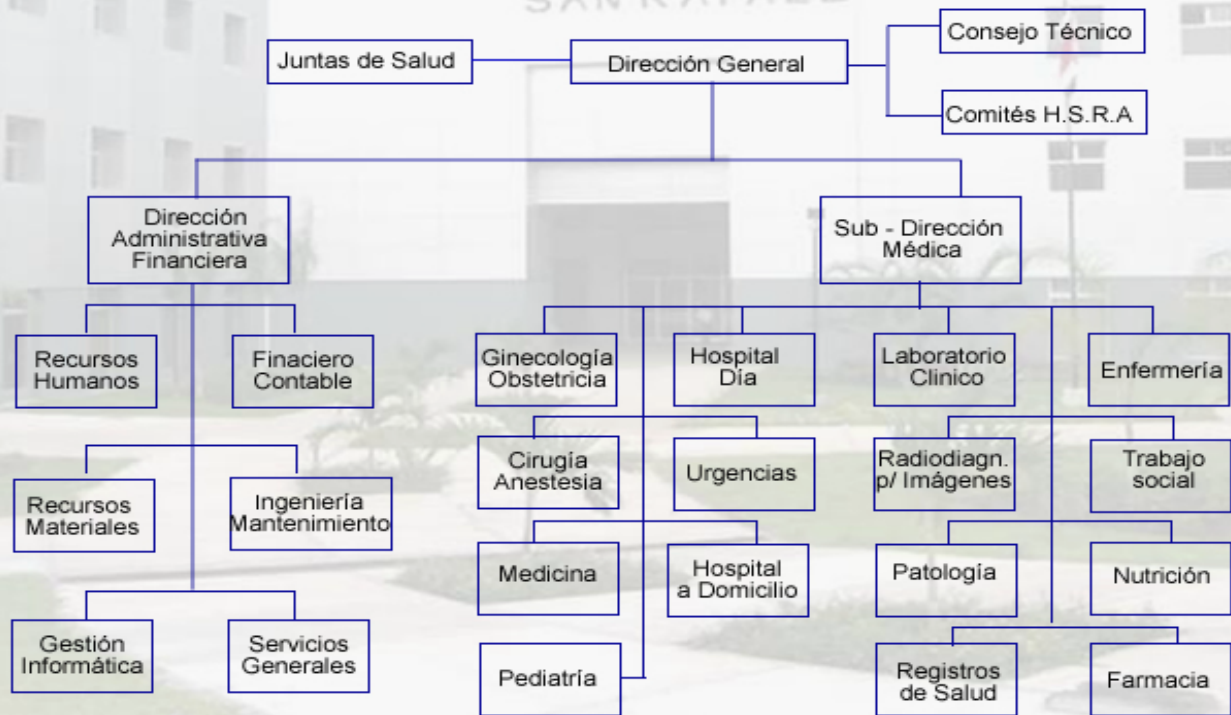 SAN RAFAEL
Juntas de Salud
Dirección General
Consejo Técnico
Comités H.S.R.A
Dirección
Administrativa
Financiera
Sub - Dirección
Médica
Recursos
Humanos
Finaciero
Contable
Ginecología
Obstetricia
Hospital
Día
Laboratorio
Clinico
Enfermería
Recursos
Materiales
Ingeniería
Mantenimiento
Cirugía
Anestesia
Urgencias
Radiodiagn.
p/ Imágenes
Trabajo
social
Medicina
Hospital
a Domicilio
Patología
Nutrición
Gestión
Informática
Servicios
Generales
Pediatría
Registros
de Salud
Farmacia